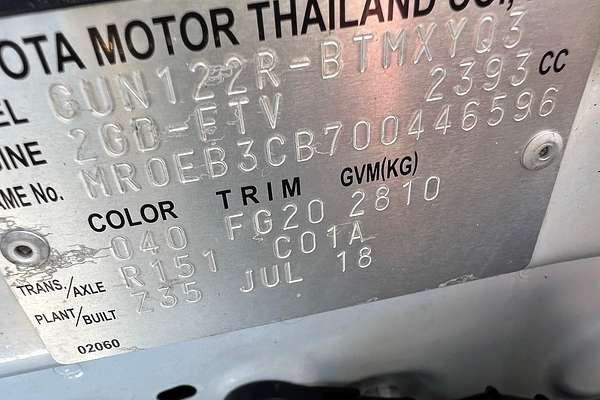 OTA MOTOR THAILAND CO.,
EL GUN122R-BTMXYQ3
INE 2GD-FTV 2393 CC
AME No. MR0EB3CB700446596
COLOR TRIM GVM(KG)
040 FG20 2810
TRANS./AXLE R151 C01A
PLANT/BUILT Z35 JUL 18
02060